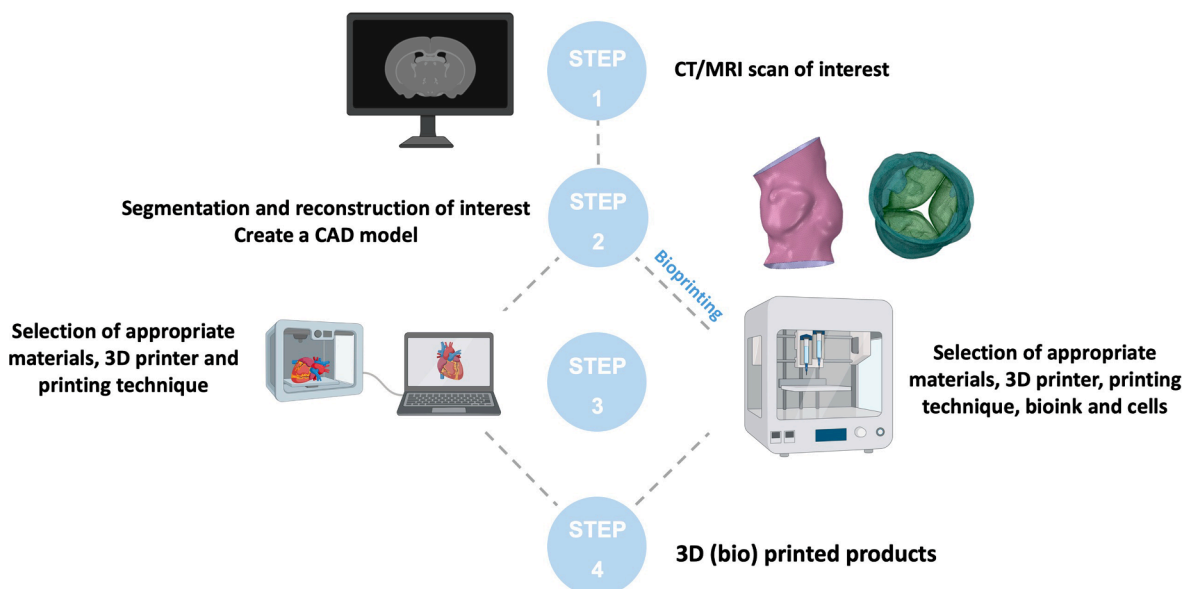 STEP
1
CT/MRI scan of interest
Segmentation and reconstruction of interest
Create a CAD model
STEP
2
Bioprinting
Selection of appropriate
materials, 3D printer and
printing technique
STEP
3
Selection of appropriate
materials, 3D printer, printing
technique, bioink and cells
STEP
4
3D (bio) printed products